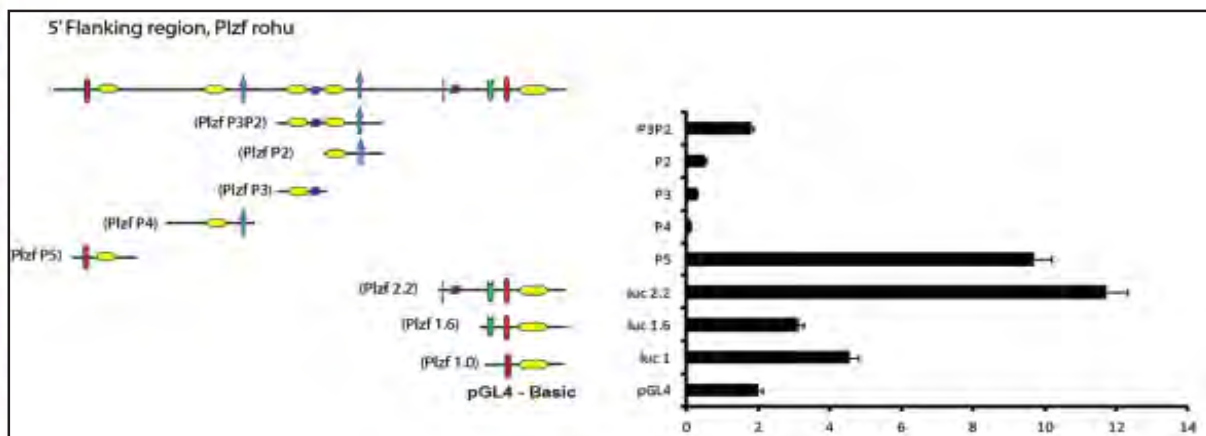 5' Flanking region, Plzf rohu
(Plzf P3P2)
(Plzf P2)
(Plzf P3)
(Plzf P4)
(Plzf P5)
(Plzf 2.2)
(Plzf 1.6)
(Plzf 1.0)
pGL4 - Basic
P3P2
P2
P3
P4
P5
luc 2.2
luc 1.6
luc 1
pGL4
0 2 4 6 8 10 12 14